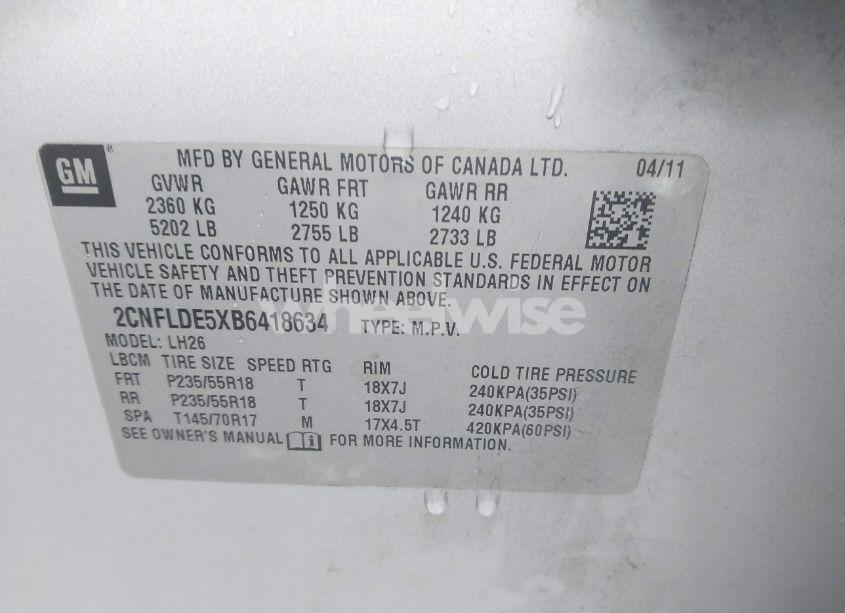 GM
MFD BY GENERAL MOTORS OF CANADA LTD. 04/11
GVWR GAWR FRT GAWR RR
2360 KG 1250 KG 1240 KG
5202 LB 2755 LB 2733 LB
THIS VEHICLE CONFORMS TO ALL APPLICABLE U.S. FEDERAL MOTOR
VEHICLE SAFETY AND THEFT PREVENTION STANDARDS IN EFFECT ON
THE DATE OF MANUFACTURE SHOWN ABOVE.
wheelwise
2CNFLDE5XB6418634 TYPE: M.P.V.
MODEL: LH26
LBCM TIRE SIZE SPEED RTG RIM COLD TIRE PRESSURE
FRT P235/55R18 T 18X7J 240KPA(35PSI)
RR P235/55R18 T 18X7J 240KPA(35PSI)
SPA T145/70R17 M 17X4.5T 420KPA(60PSI)
SEE OWNER'S MANUAL FOR MORE INFORMATION.